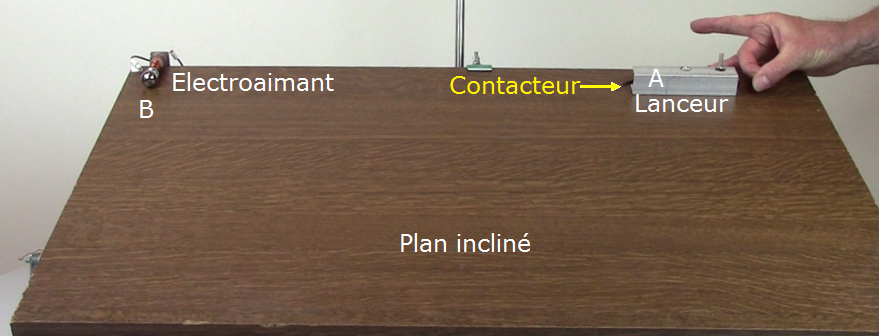 Electroaimant
B
Contacteur
A
Lanceur
Plan incliné